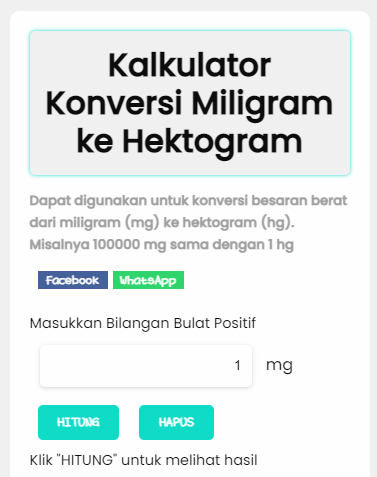 Kalkulator
Konversi Miligram
ke Hektogram
Dapat digunakan untuk konversi besaran berat
dari miligram (mg) ke hektogram (hg).
Misalnya 100000 mg sama dengan 1 hg
Facebook WhatsApp
Masukkan Bilangan Bulat Positif
1 mg
HITUNG HAPUS
Klik "HITUNG" untuk melihat hasil